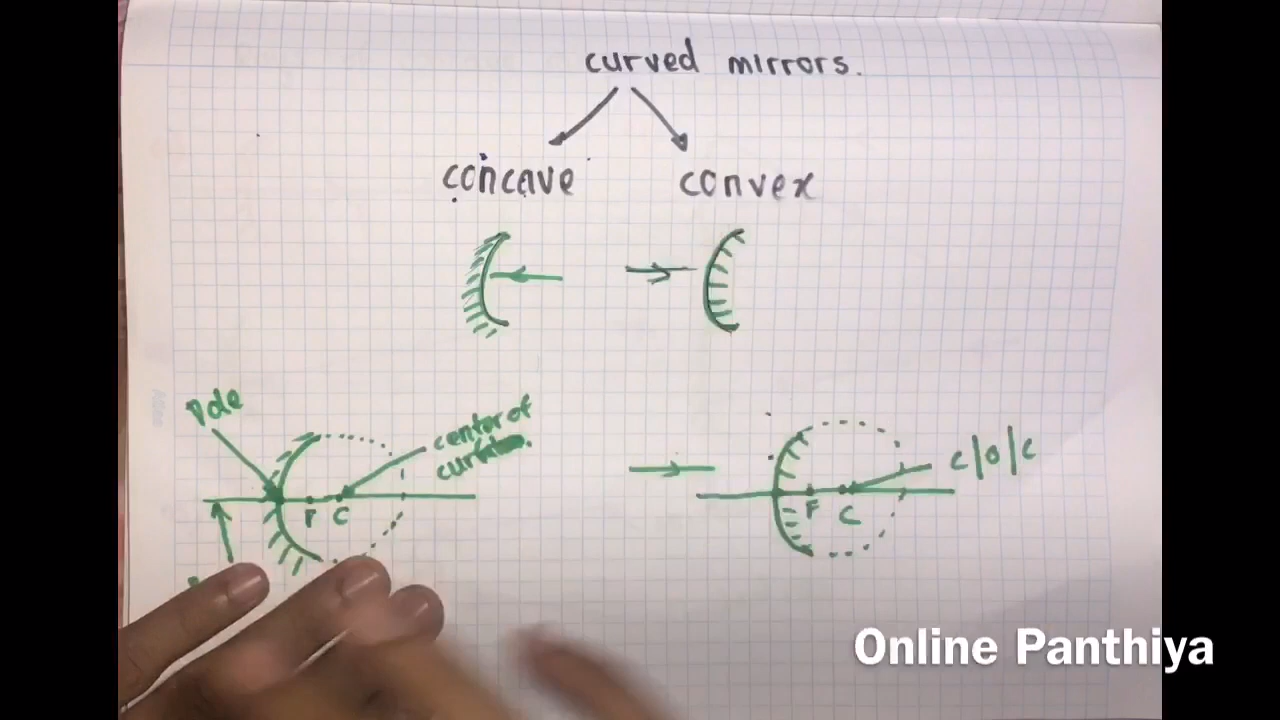 curved mirrors.
concave
convex
Pole
center of
F
C
F
C
c/o/c
Online Panthiya